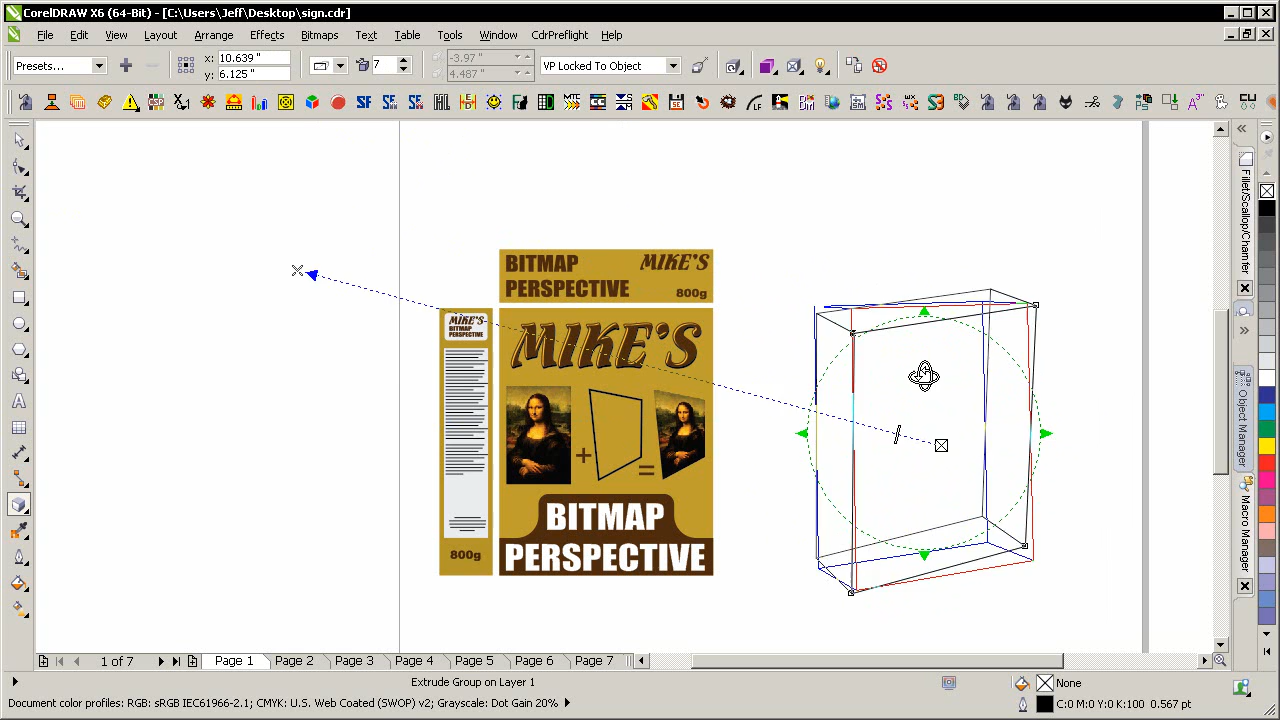 CorelDRAW X6 (64-Bit) - [C:\Users\Jeff\Desktop\sign.cdr]
File Edit View Layout Arrange Effects Bitmaps Text Table Tools Window CdrPreflight Help
Presets...
x: 10.639 "
y: 6.125 "
7
-3.97 "
4.487 "
VP Locked To Object
BITMAP
PERSPECTIVE
MIKE'S
800g
MIKE'S
BITMAP
PERSPECTIVE
800g
MIKE'S
+
=
BITMAP
PERSPECTIVE
Fillet/Scallop/Chamfer
Object Manager
Macro Manager
1 of 7
Page 1 Page 2 Page 3 Page 4 Page 5 Page 6 Page 7
Extrude Group on Layer 1
None
Document color profiles: RGB: sRGB IEC61966-2.1; CMYK: U.S. Web Coated (SWOP) v2; Grayscale: Dot Gain 20%
C:0 M:0 Y:0 K:100 0.567 pt